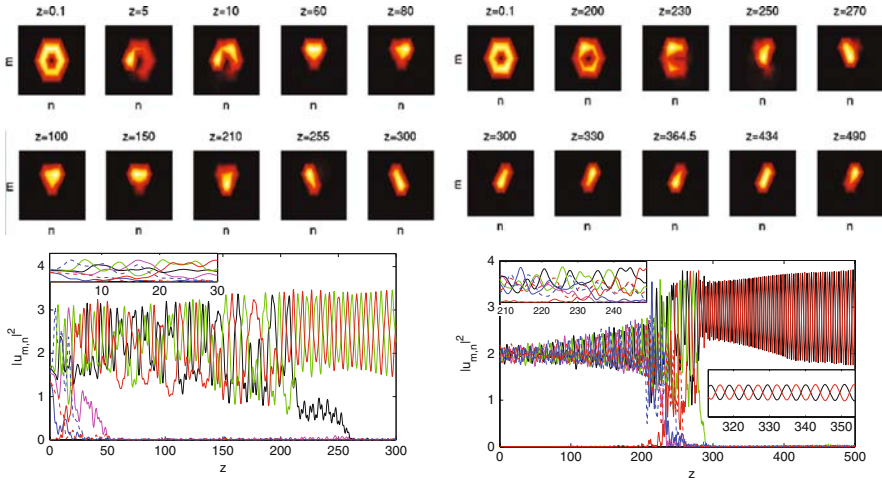 z=0.1 z=5 z=10 z=60 z=80
m
n n n n n
z=100 z=150 z=210 z=255 z=300
m
n n n n n
z=0.1 z=200 z=230 z=250 z=270
m
n n n n n
z=300 z=330 z=364.5 z=434 z=490
m
n n n n n
4
3
2
1
0
|u_{m,n}|^2
10 20 30
0 50 100 150 200 250 300
z
4
3
2
1
0
|u_{m,n}|^2
210 220 230 240
320 330 340 350
0 100 200 300 400 500
z